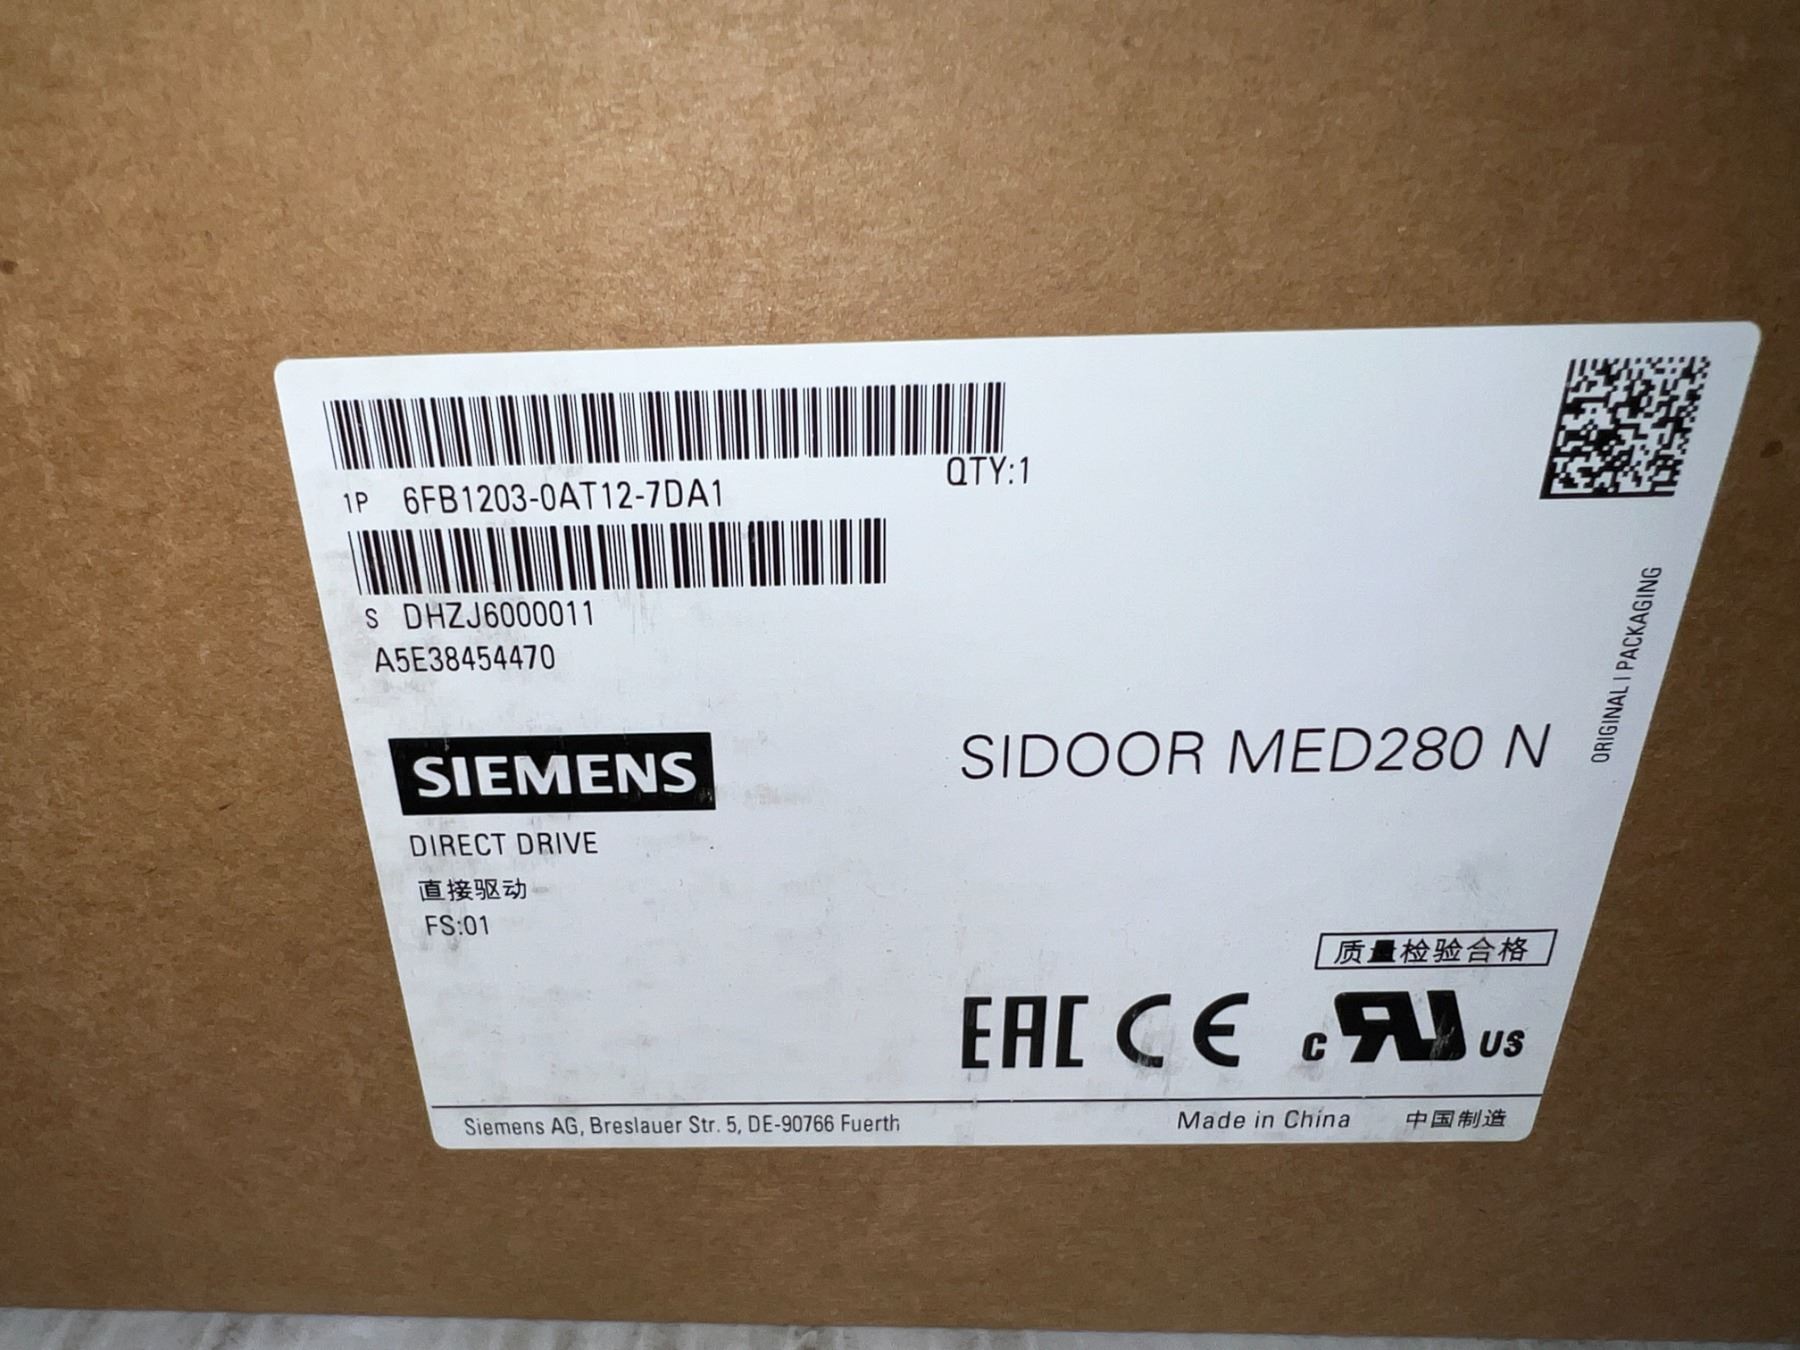 QTY:1
1P 6FB1203-0AT12-7DA1
S DHZJ6000011
A5E38454470
ORIGINAL | PACKAGING
SIEMENS
SIDOOR MED280 N
DIRECT DRIVE
直接驱动
FS:01
质量检验合格
EAC CE c RU US
Siemens AG, Breslauer Str. 5, DE-90766 Fuerth
Made in China 中国制造